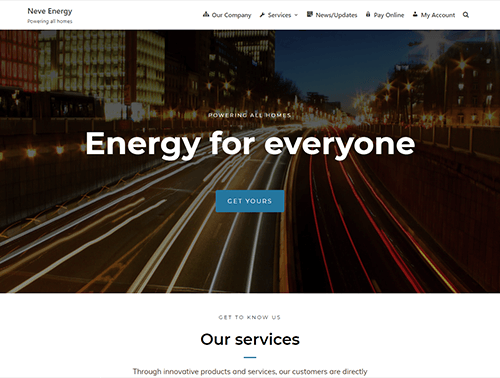 Neve Energy
Powering all homes
Our Company Services News/Updates Pay Online My Account
POWERING ALL HOMES
Energy for everyone
GET YOURS
GET TO KNOW US
Our services
Through innovative products and services, our customers are directly